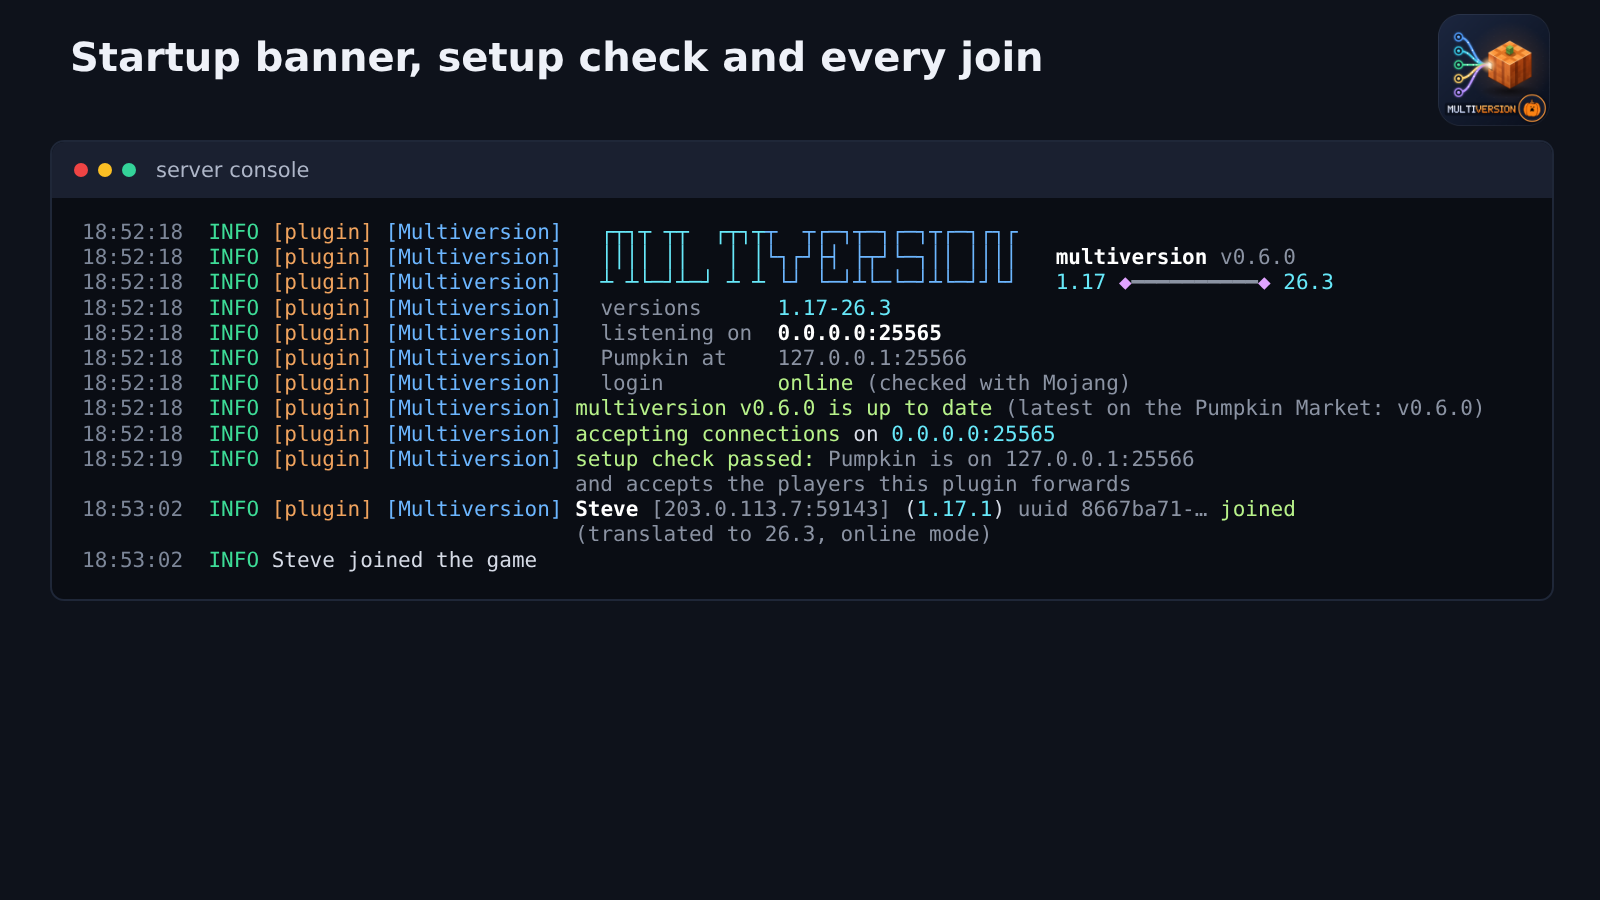 Startup banner, setup check and every join
MULTIVERSION
server console
18:52:18 INFO [plugin] [Multiversion]
18:52:18 INFO [plugin] [Multiversion] multiversion v0.6.0
18:52:18 INFO [plugin] [Multiversion] 1.17 ◆━━━━━━━━━━◆ 26.3
18:52:18 INFO [plugin] [Multiversion] versions 1.17-26.3
18:52:18 INFO [plugin] [Multiversion] listening on 0.0.0.0:25565
18:52:18 INFO [plugin] [Multiversion] Pumpkin at 127.0.0.1:25566
18:52:18 INFO [plugin] [Multiversion] login online (checked with Mojang)
18:52:18 INFO [plugin] [Multiversion] multiversion v0.6.0 is up to date (latest on the Pumpkin Market: v0.6.0)
18:52:18 INFO [plugin] [Multiversion] accepting connections on 0.0.0.0:25565
18:52:19 INFO [plugin] [Multiversion] setup check passed: Pumpkin is on 127.0.0.1:25566
and accepts the players this plugin forwards
18:53:02 INFO [plugin] [Multiversion] Steve [203.0.113.7:59143] (1.17.1) uuid 8667ba71-… joined
(translated to 26.3, online mode)
18:53:02 INFO Steve joined the game